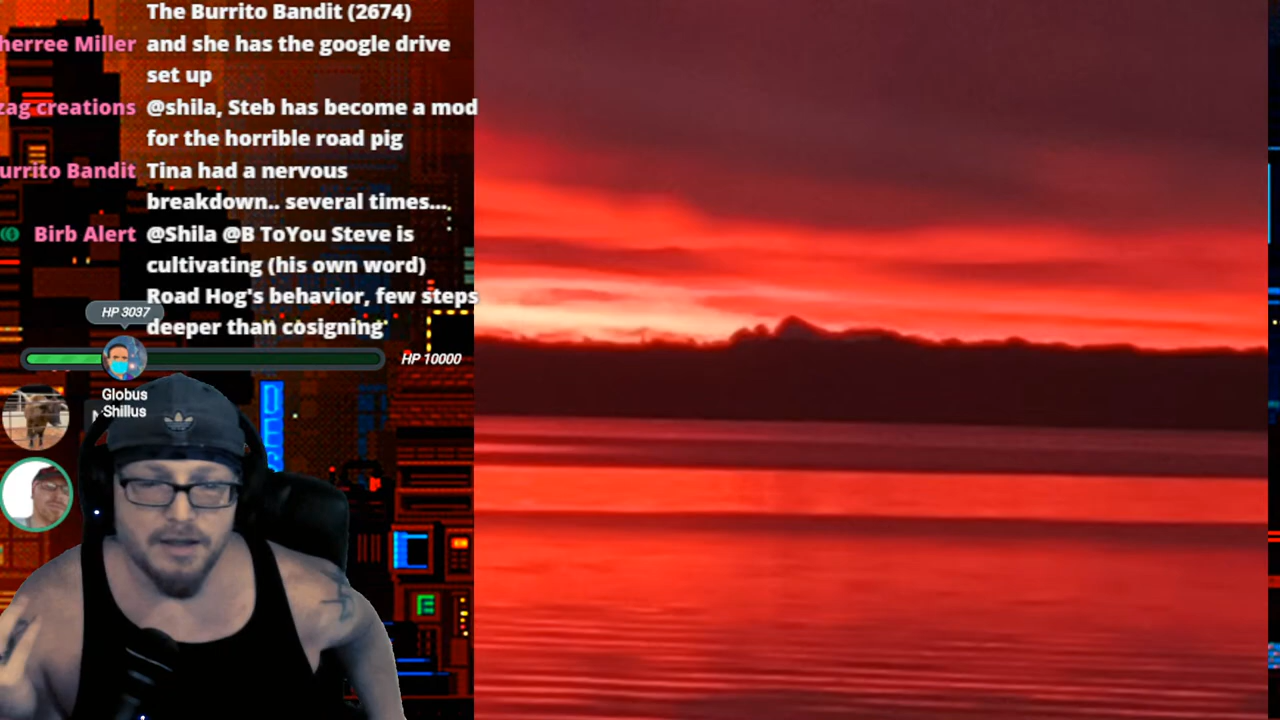 The Burrito Bandit (2674)
herree Miller and she has the google drive
set up
zag creations @shila, Steb has become a mod
for the horrible road pig
urrito Bandit Tina had a nervous
breakdown.. several times...
Birb Alert @Shila @B ToYou Steve is
cultivating (his own word)
Road Hog's behavior, few steps
deeper than cosigning
HP 3037
HP 10000
Globus
Shillus
DES